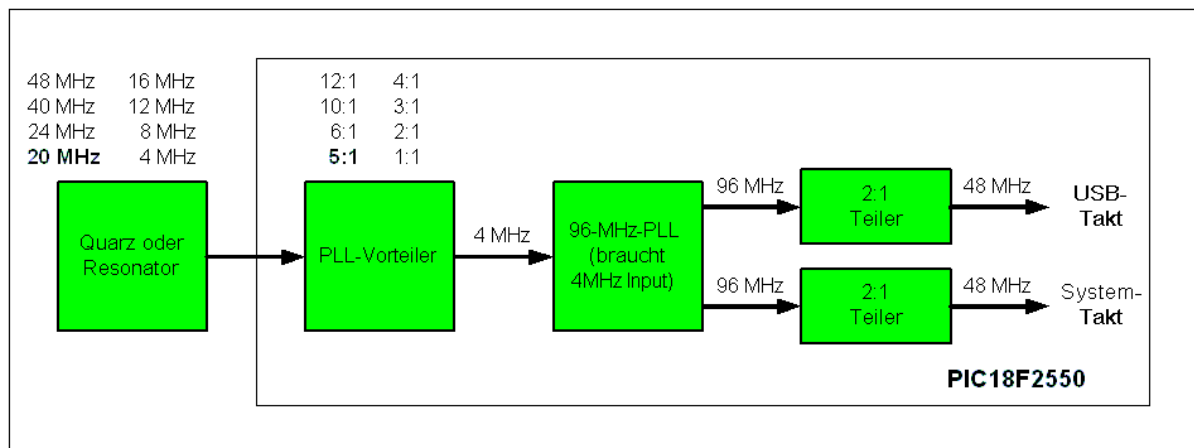 48 MHz 16 MHz
40 MHz 12 MHz
24 MHz 8 MHz
20 MHz 4 MHz
12:1 4:1
10:1 3:1
6:1 2:1
5:1 1:1
Quarz oder
Resonator
PLL-Vorteiler
4 MHz
96-MHz-PLL
(braucht
4MHz Input)
96 MHz
2:1
Teiler
48 MHz
USB-
Takt
96 MHz
2:1
Teiler
48 MHz
System-
Takt
PIC18F2550